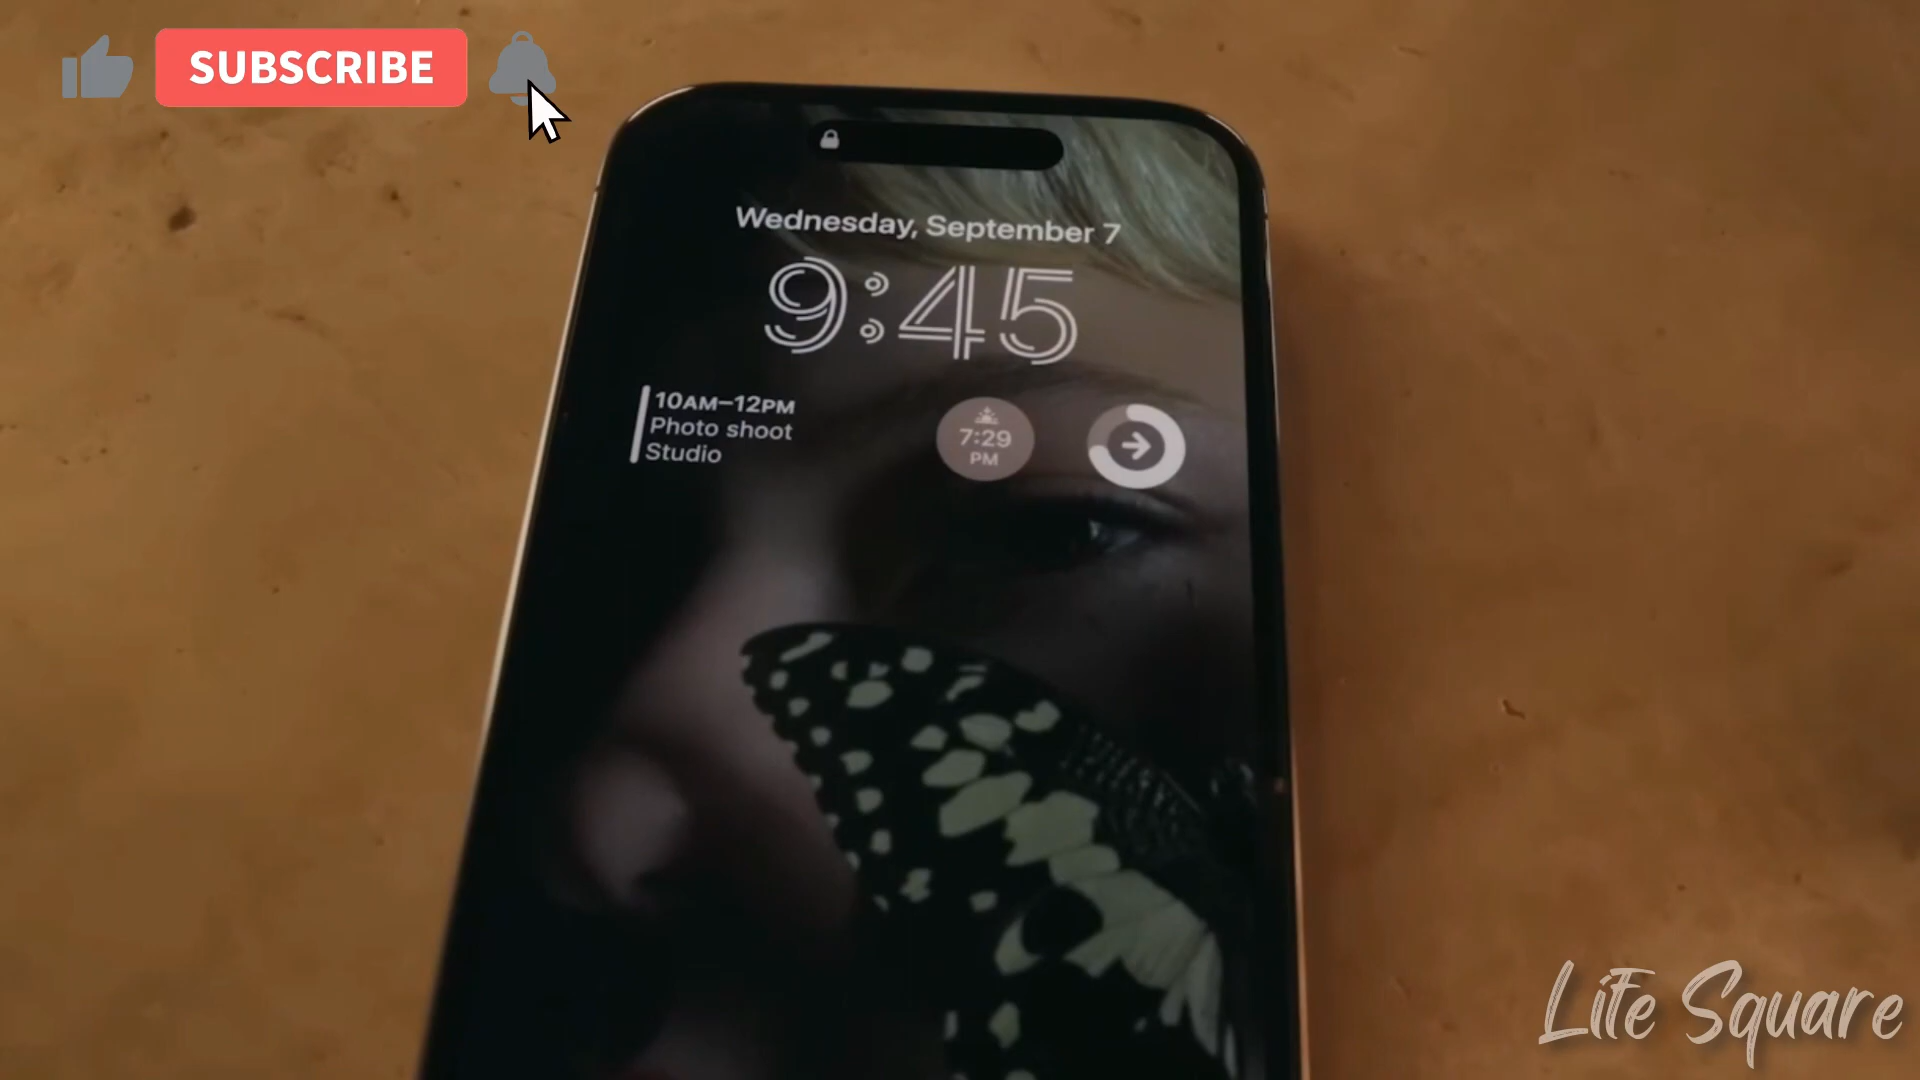 SUBSCRIBE
Wednesday, September 7
9:45
10AM–12PM
Photo shoot
Studio
7:29
PM
Life Square